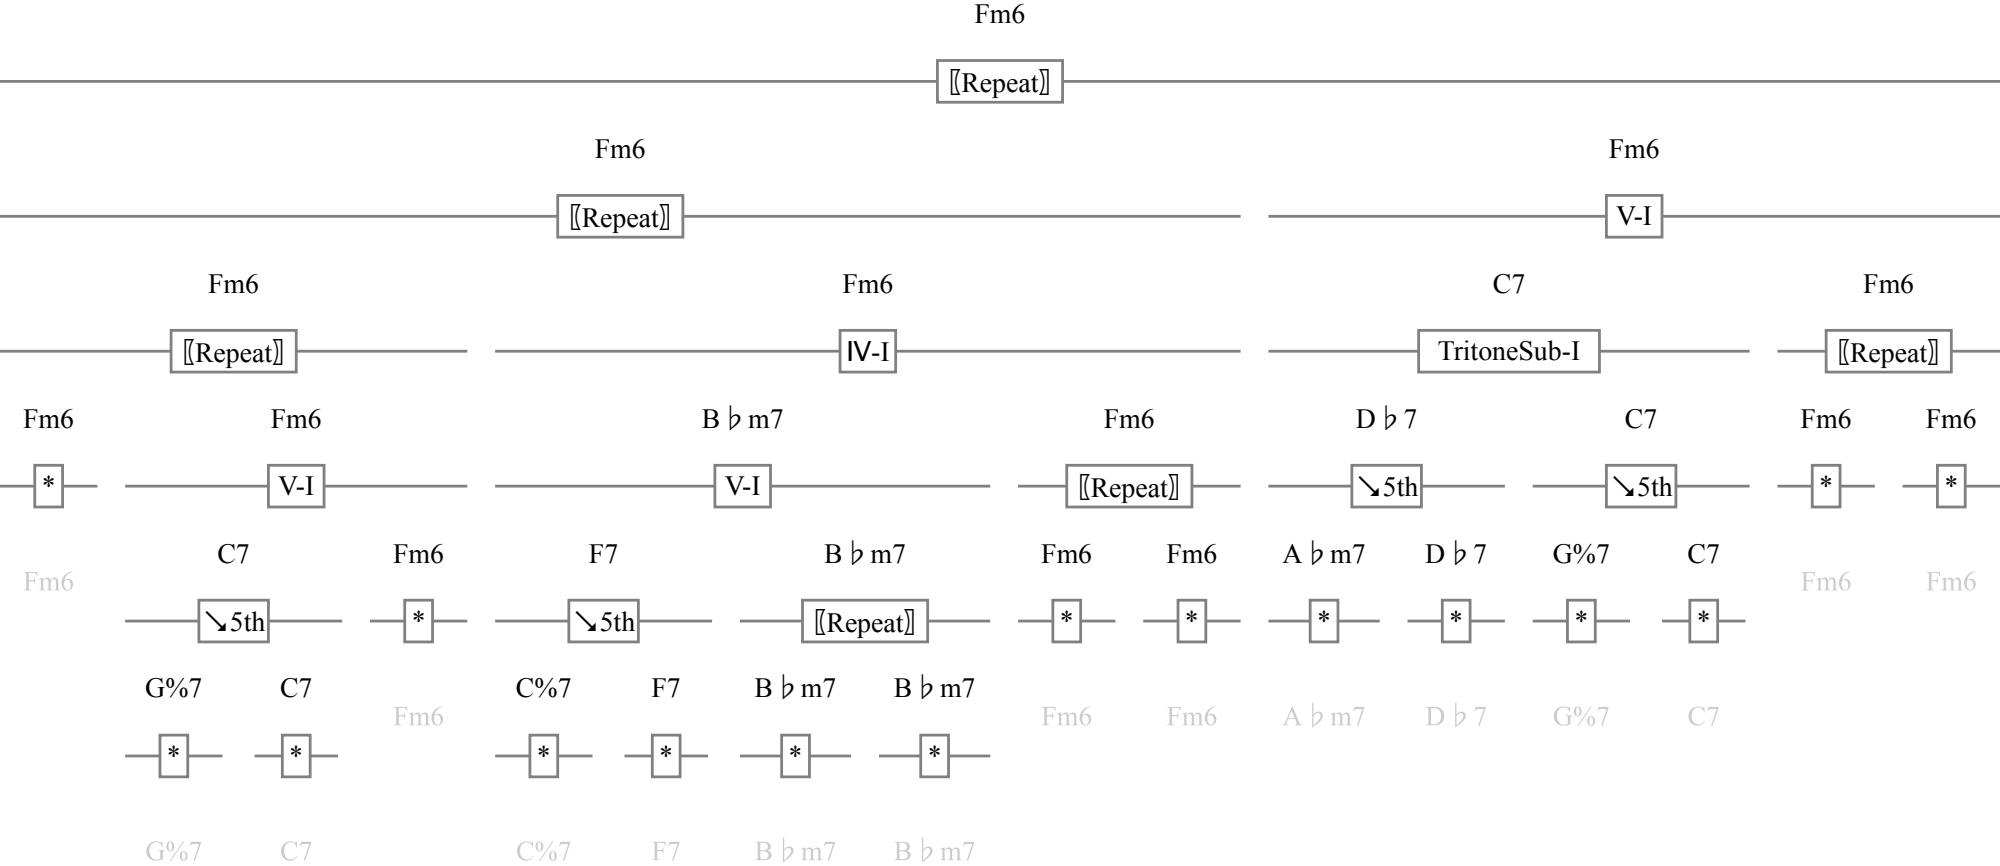 Fm6
⟦Repeat⟧
Fm6 Fm6
⟦Repeat⟧ V-I
Fm6 Fm6 C7 Fm6
⟦Repeat⟧ IV-I TritoneSub-I ⟦Repeat⟧
Fm6 Fm6 B♭m7 Fm6 D♭7 C7 Fm6 Fm6
* V-I V-I ⟦Repeat⟧ ↘5th ↘5th * *
C7 Fm6 F7 B♭m7 Fm6 Fm6 A♭m7 D♭7 G%7 C7
Fm6 Fm6 Fm6
↘5th * ↘5th ⟦Repeat⟧ * * * * * *
G%7 C7 C%7 F7 B♭m7 B♭m7
Fm6 Fm6 Fm6 A♭m7 D♭7 G%7 C7
* * * * * *
G%7 C7 C%7 F7 B♭m7 B♭m7